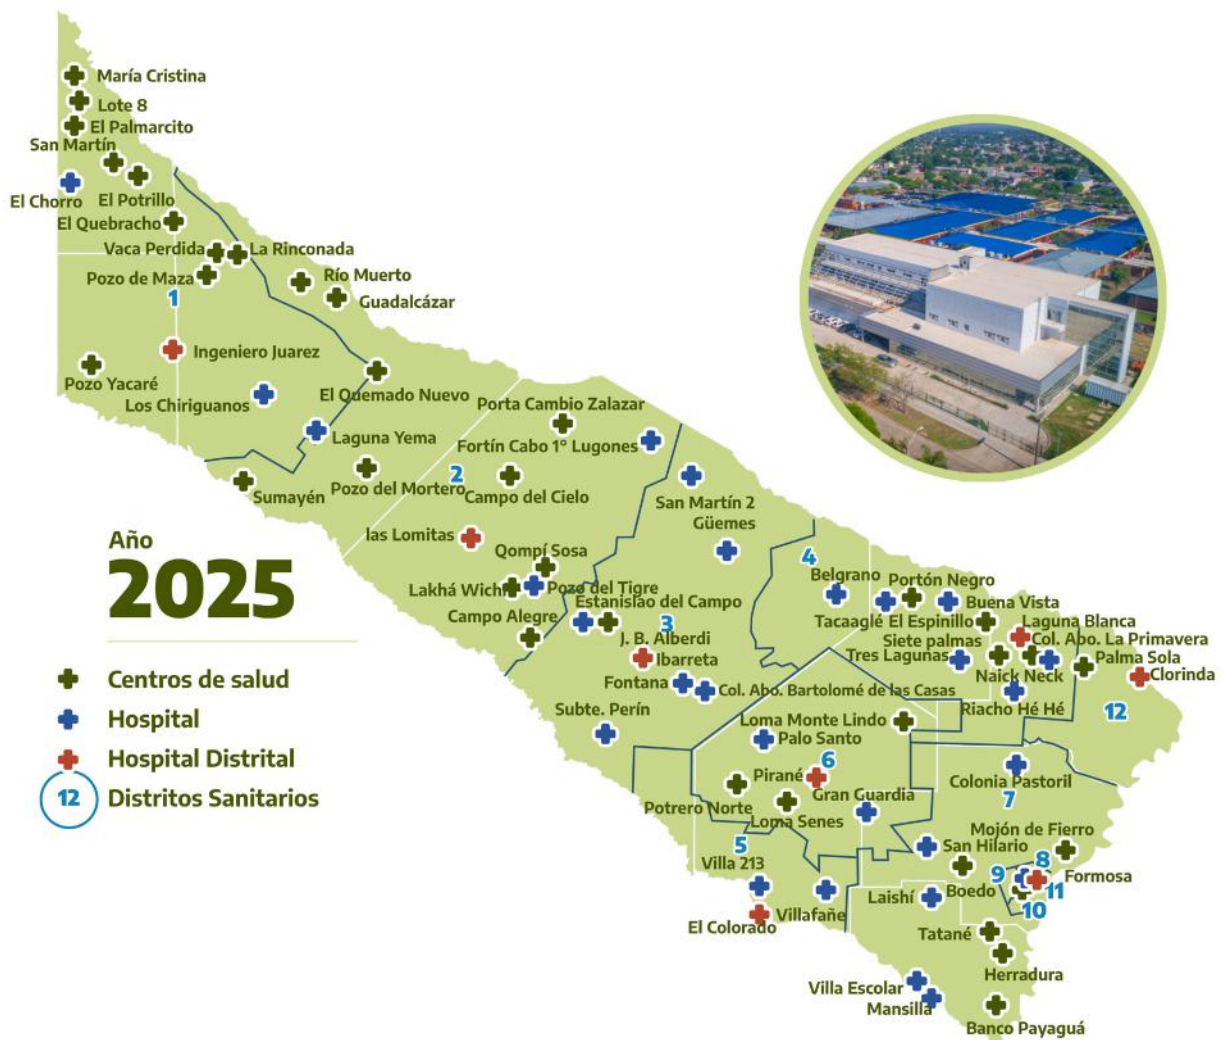 María Cristina
Lote 8
El Palmarcito
San Martín
El Chorro
El Potrillo
El Quebracho
Vaca Perdida
La Rinconada
Pozo de Maza
Río Muerto
Guadalcázar
1
Ingeniero Juarez
Pozo Yacaré
Los Chiriguanos
El Quemado Nuevo
Porta Cambio Zalazar
Laguna Yema
Fortín Cabo 1° Lugones
2
Sumayén
Pozo del Mortero
Campo del Cielo
San Martín 2
Güemes
las Lomitas
Qompí Sosa
4
Belgrano
Portón Negro
Lakhá Wichi
Pozo del Tigre
Buena Vista
Estanislao del Campo
Tacaaglé
El Espinillo
Laguna Blanca
Campo Alegre
3
J. B. Alberdi
Siete palmas
Col. Abo. La Primavera
Ibarreta
Tres Lagunas
Palma Sola
Naick Neck
Clorinda
Fontana
Col. Abo. Bartolomé de las Casas
Riacho Hé Hé
12
Subte. Perín
Loma Monte Lindo
Palo Santo
6
Pirané
Colonia Pastoril
7
Potrero Norte
Gran Guardia
Loma Senes
Mojón de Fierro
5
San Hilario
8
Villa 213
9
Formosa
Boedo
11
10
Laishí
Villafañe
El Colorado
Tatané
Herradura
Villa Escolar
Mansilla
Banco Payaguá
Año
2025
Centros de salud
Hospital
Hospital Distrital
12 Distritos Sanitarios